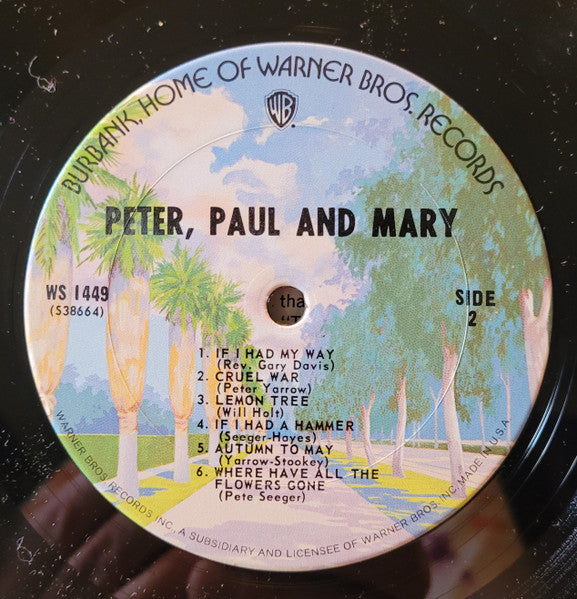 BURBANK, HOME OF WARNER BROS. RECORDS
WB
PETER, PAUL AND MARY
WS 1449
(S38664)
SIDE
2
tha
1. IF I HAD MY WAY
(Rev. Gary Davis)
2. CRUEL WAR
(Peter Yarrow)
3. LEMON TREE
(Will Holt)
4. IF I HAD A HAMMER
(Seeger-Hayes)
5. AUTUMN TO MAY
(Yarrow-Stookey)
6. WHERE HAVE ALL THE
FLOWERS GONE
(Pete Seeger)
WARNER BROS. RECORDS INC., A SUBSIDIARY AND LICENSEE OF WARNER BROS. INC. MADE IN U.S.A.